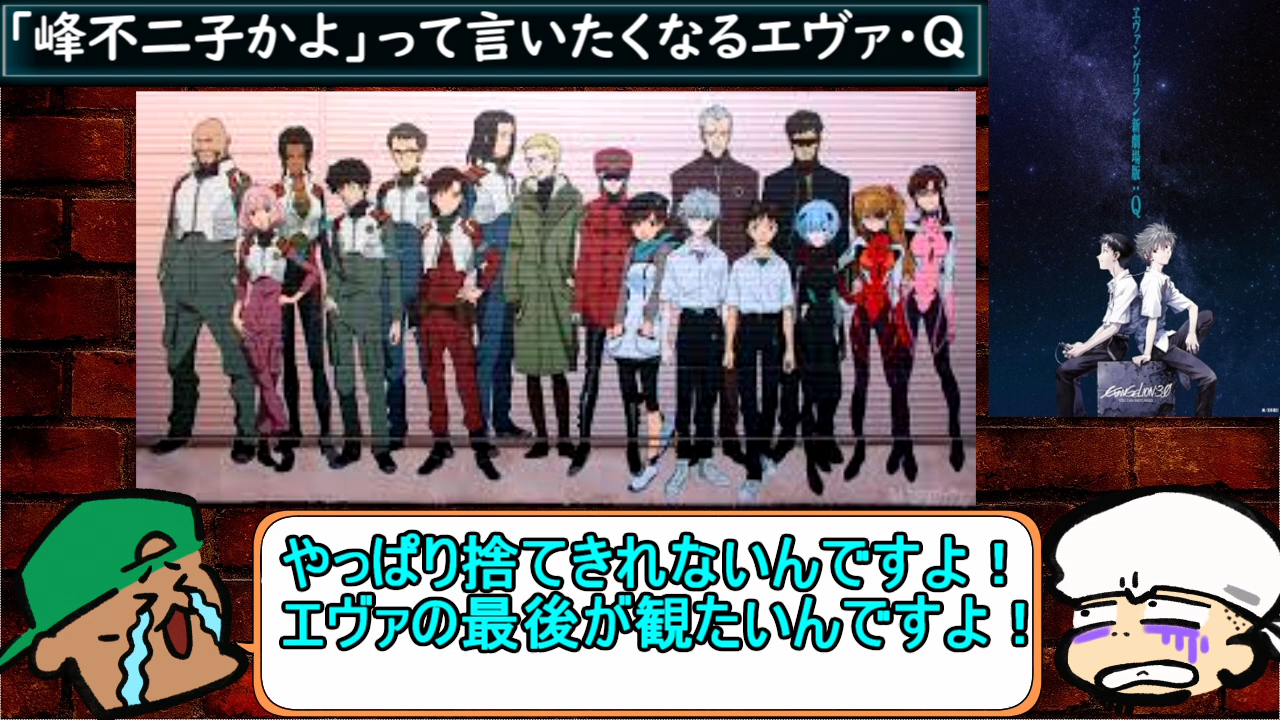 「峰不二子かよ」って言いたくなるエヴァ・Q
ヱヴァンゲリヲン新劇場版:Q
EVANGELION:3.0
やっぱり捨てきれないんですよ！
エヴァの最後が観たいんですよ！